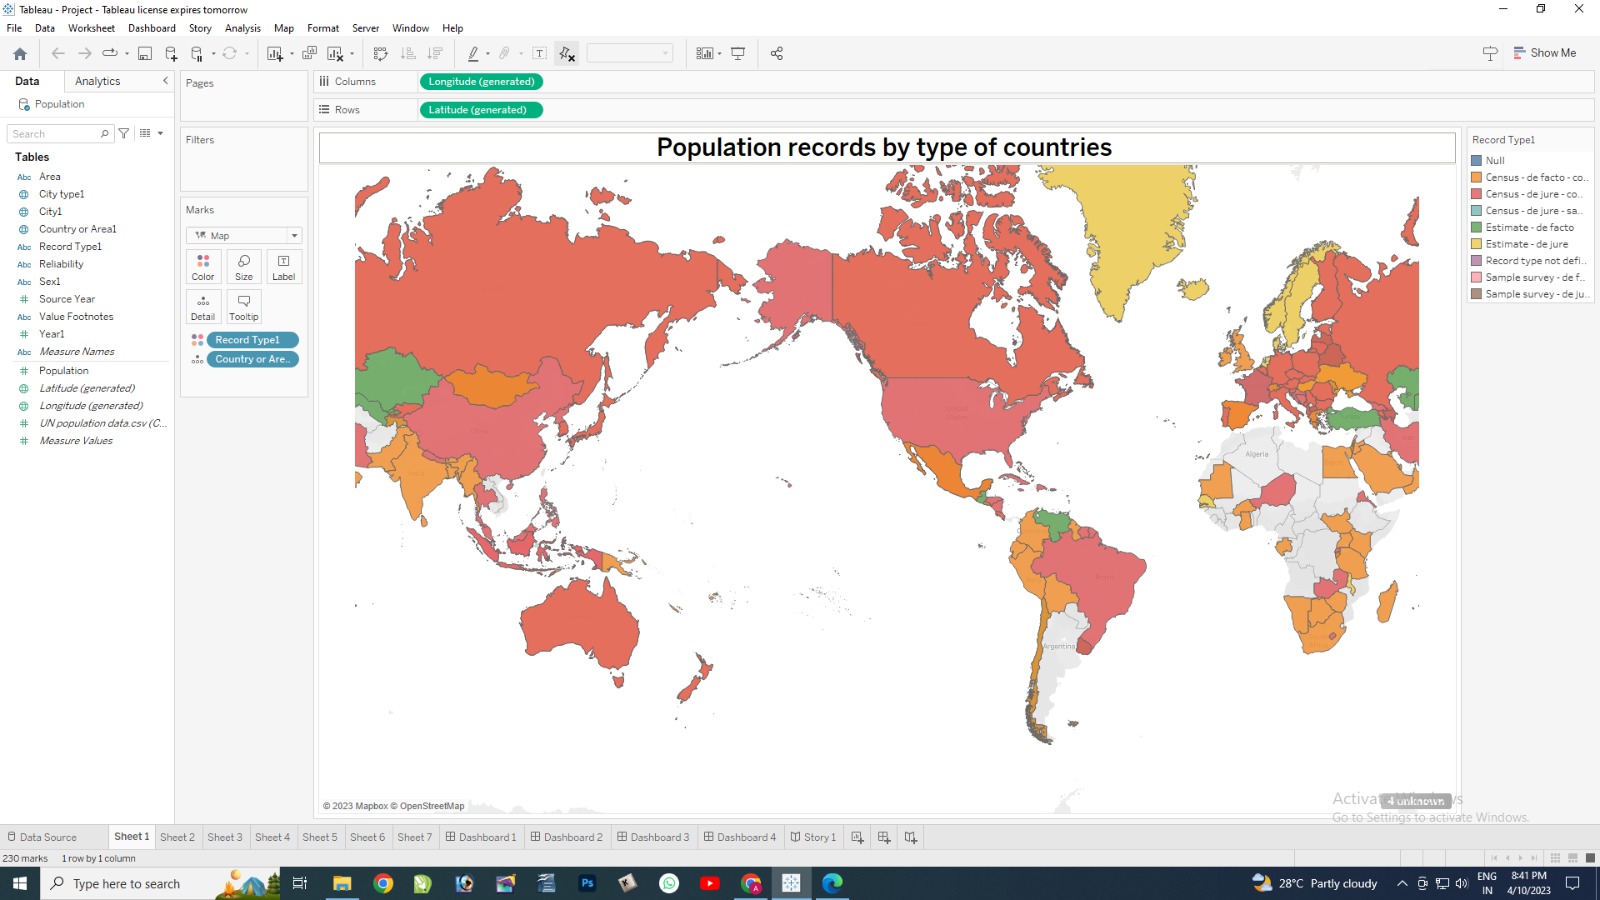 Tableau - Project - Tableau license expires tomorrow
File Data Worksheet Dashboard Story Analysis Map Format Server Window Help
Show Me
Data Analytics
Population
Search
Tables
Abc Area
City type1
City1
Country or Area1
Abc Record Type1
Abc Reliability
Abc Sex1
Source Year
Abc Value Footnotes
Year1
Abc Measure Names
Population
Latitude (generated)
Longitude (generated)
UN population data.csv (C...
Measure Values
Pages
Filters
Marks
Map
Color Size Label
Detail Tooltip
Record Type1
Country or Are..
Columns Longitude (generated)
Rows Latitude (generated)
Population records by type of countries
Algeria
Argentina
© 2023 Mapbox © OpenStreetMap
4 unknown
Record Type1
Null
Census - de facto - co..
Census - de jure - co...
Census - de jure - sa...
Estimate - de facto
Estimate - de jure
Record type not defi..
Sample survey - de f...
Sample survey - de ju..
Go to Settings to activate Windows.
Data Source Sheet 1 Sheet 2 Sheet 3 Sheet 4 Sheet 5 Sheet 6 Sheet 7 Dashboard 1 Dashboard 2 Dashboard 3 Dashboard 4 Story 1
230 marks 1 row by 1 column
Type here to search
28°C Partly cloudy
ENG
IN
8:41 PM
4/10/2023